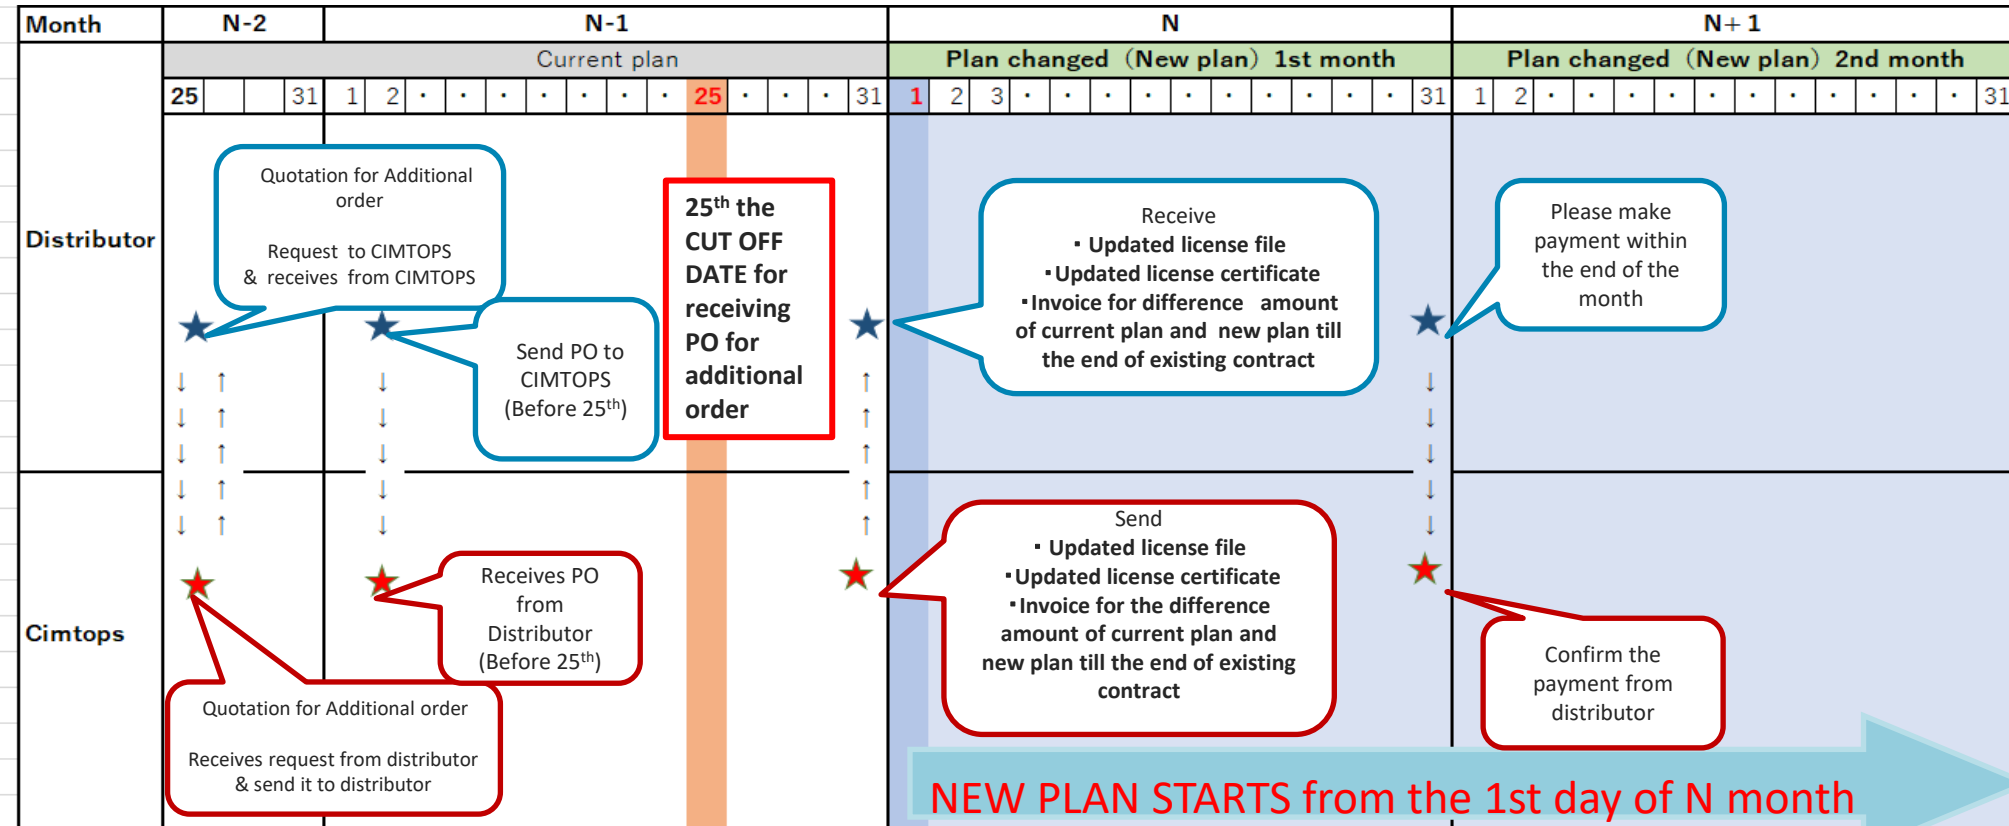 Month N-2 N-1 N N+1
Current plan Plan changed （New plan） 1st month Plan changed （New plan） 2nd month
25 31 1 2 ・ ・ ・ ・ ・ ・ ・ 25 ・ ・ ・ 31 1 2 3 ・ ・ ・ ・ ・ ・ ・ ・ ・ ・ 31 1 2 ・ ・ ・ ・ ・ ・ ・ ・ ・ ・ ・ 31
Distributor
Quotation for Additional
order
Request to CIMTOPS
& receives from CIMTOPS
Send PO to
CIMTOPS
(Before 25th)
25th the
CUT OFF
DATE for
receiving
PO for
additional
order
Receive
・Updated license file
・Updated license certificate
・Invoice for difference amount
of current plan and new plan till
the end of existing contract
Please make
payment within
the end of the
month
↓ ↑ ↓ ↑ ↓
↓ ↑ ↓ ↑ ↓
↓ ↑ ↓ ↑ ↓
↓ ↑ ↓ ↑ ↓
↓ ↑ ↓ ↑ ↓
Cimtops
Quotation for Additional order
Receives request from distributor
& send it to distributor
Receives PO
from
Distributor
(Before 25th)
Send
・Updated license file
・Updated license certificate
・Invoice for the difference
amount of current plan and
new plan till the end of existing
contract
Confirm the
payment from
distributor
NEW PLAN STARTS from the 1st day of N month